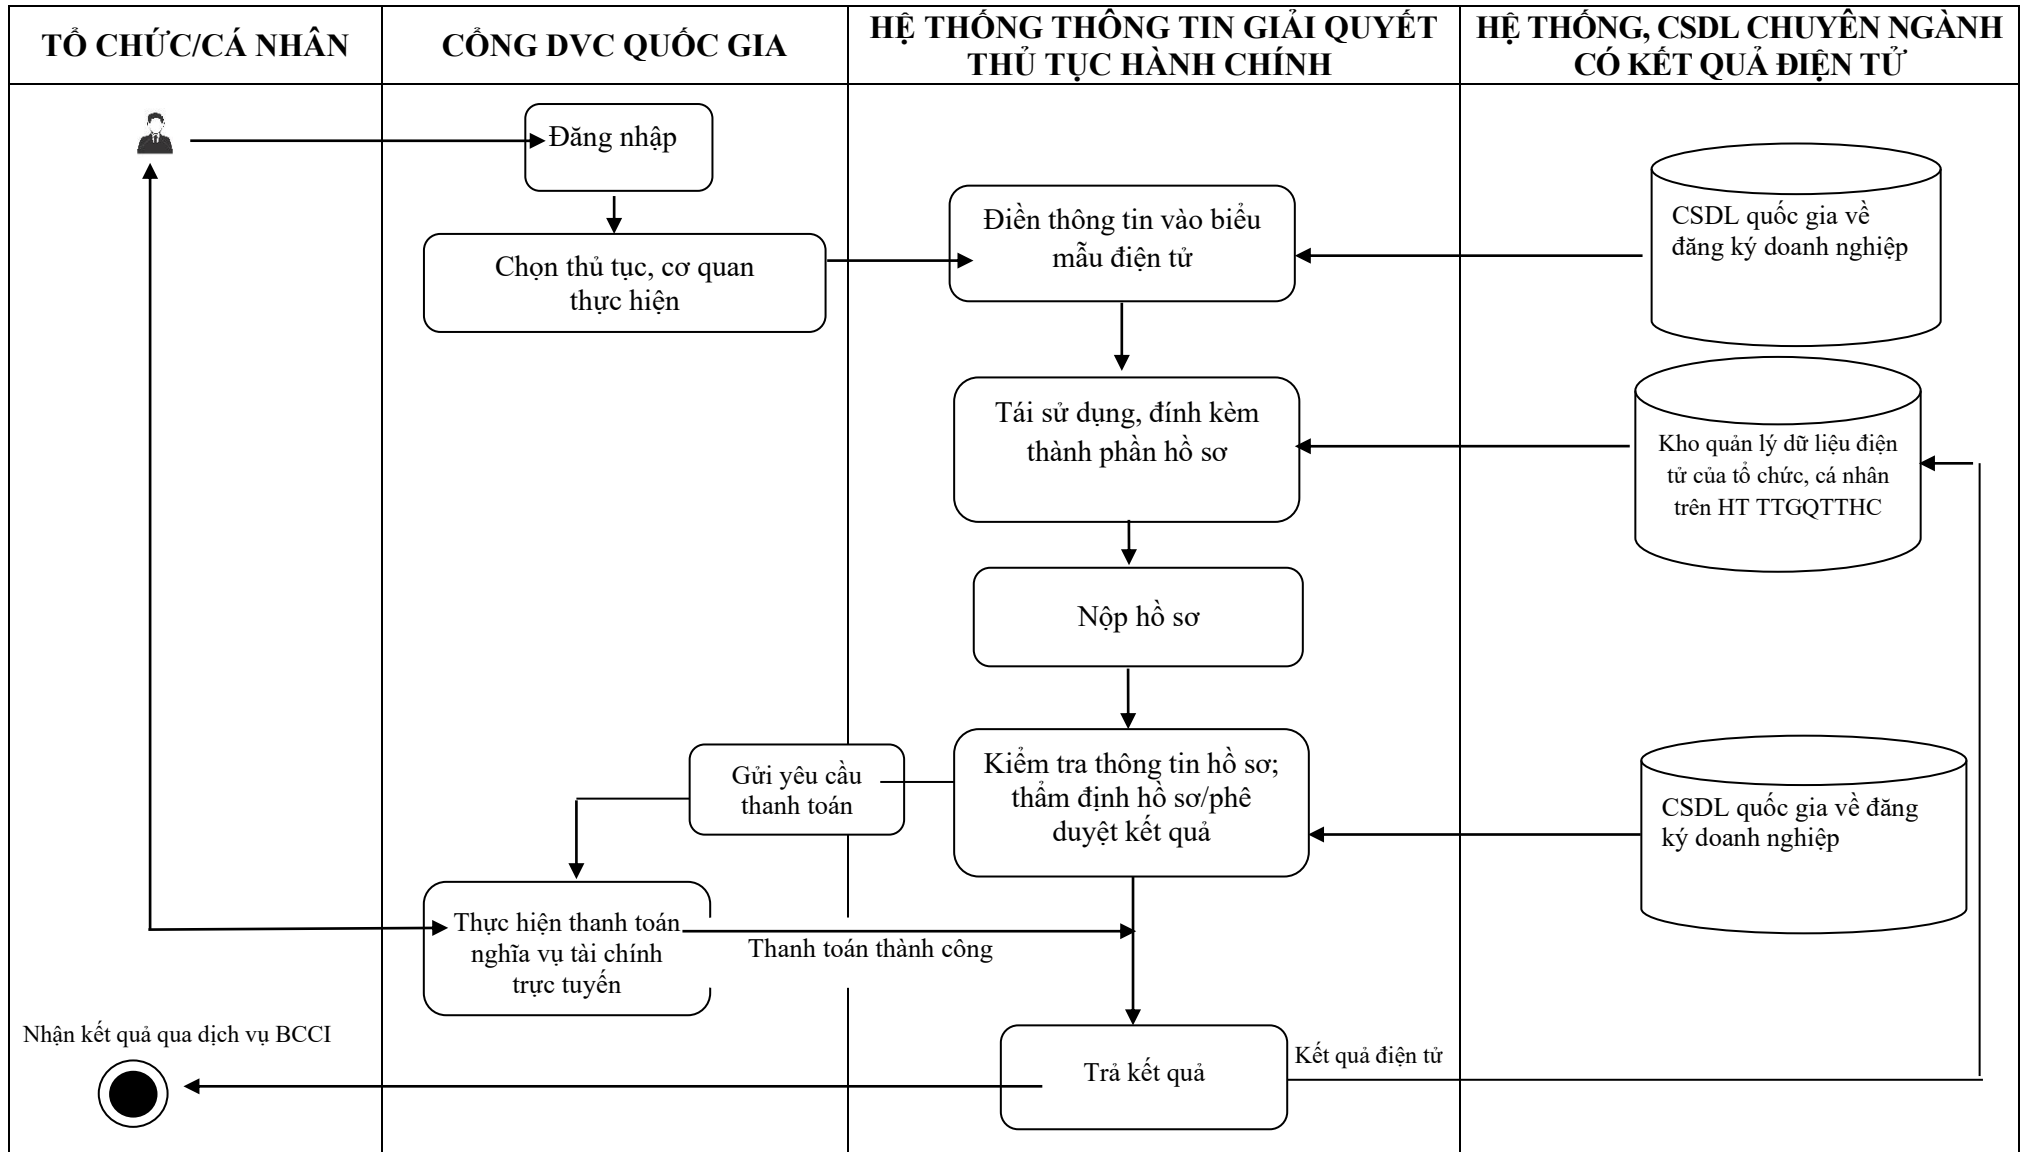 TỔ CHỨC/CÁ NHÂN
CỔNG DVC QUỐC GIA
HỆ THỐNG THÔNG TIN GIẢI QUYẾT
THỦ TỤC HÀNH CHÍNH
HỆ THỐNG, CSDL CHUYÊN NGÀNH
CÓ KẾT QUẢ ĐIỆN TỬ
Đăng nhập
Chọn thủ tục, cơ quan
thực hiện
Điền thông tin vào biểu
mẫu điện tử
CSDL quốc gia về
đăng ký doanh nghiệp
Tái sử dụng, đính kèm
thành phần hồ sơ
Kho quản lý dữ liệu điện
tử của tổ chức, cá nhân
trên HT TTGQTTHC
Nộp hồ sơ
Gửi yêu cầu
thanh toán
Kiểm tra thông tin hồ sơ;
thẩm định hồ sơ/phê
duyệt kết quả
CSDL quốc gia về đăng
ký doanh nghiệp
Thực hiện thanh toán
nghĩa vụ tài chính
trực tuyến
Thanh toán thành công
Nhận kết quả qua dịch vụ BCCI
Trả kết quả
Kết quả điện tử